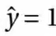 ŷ = 1